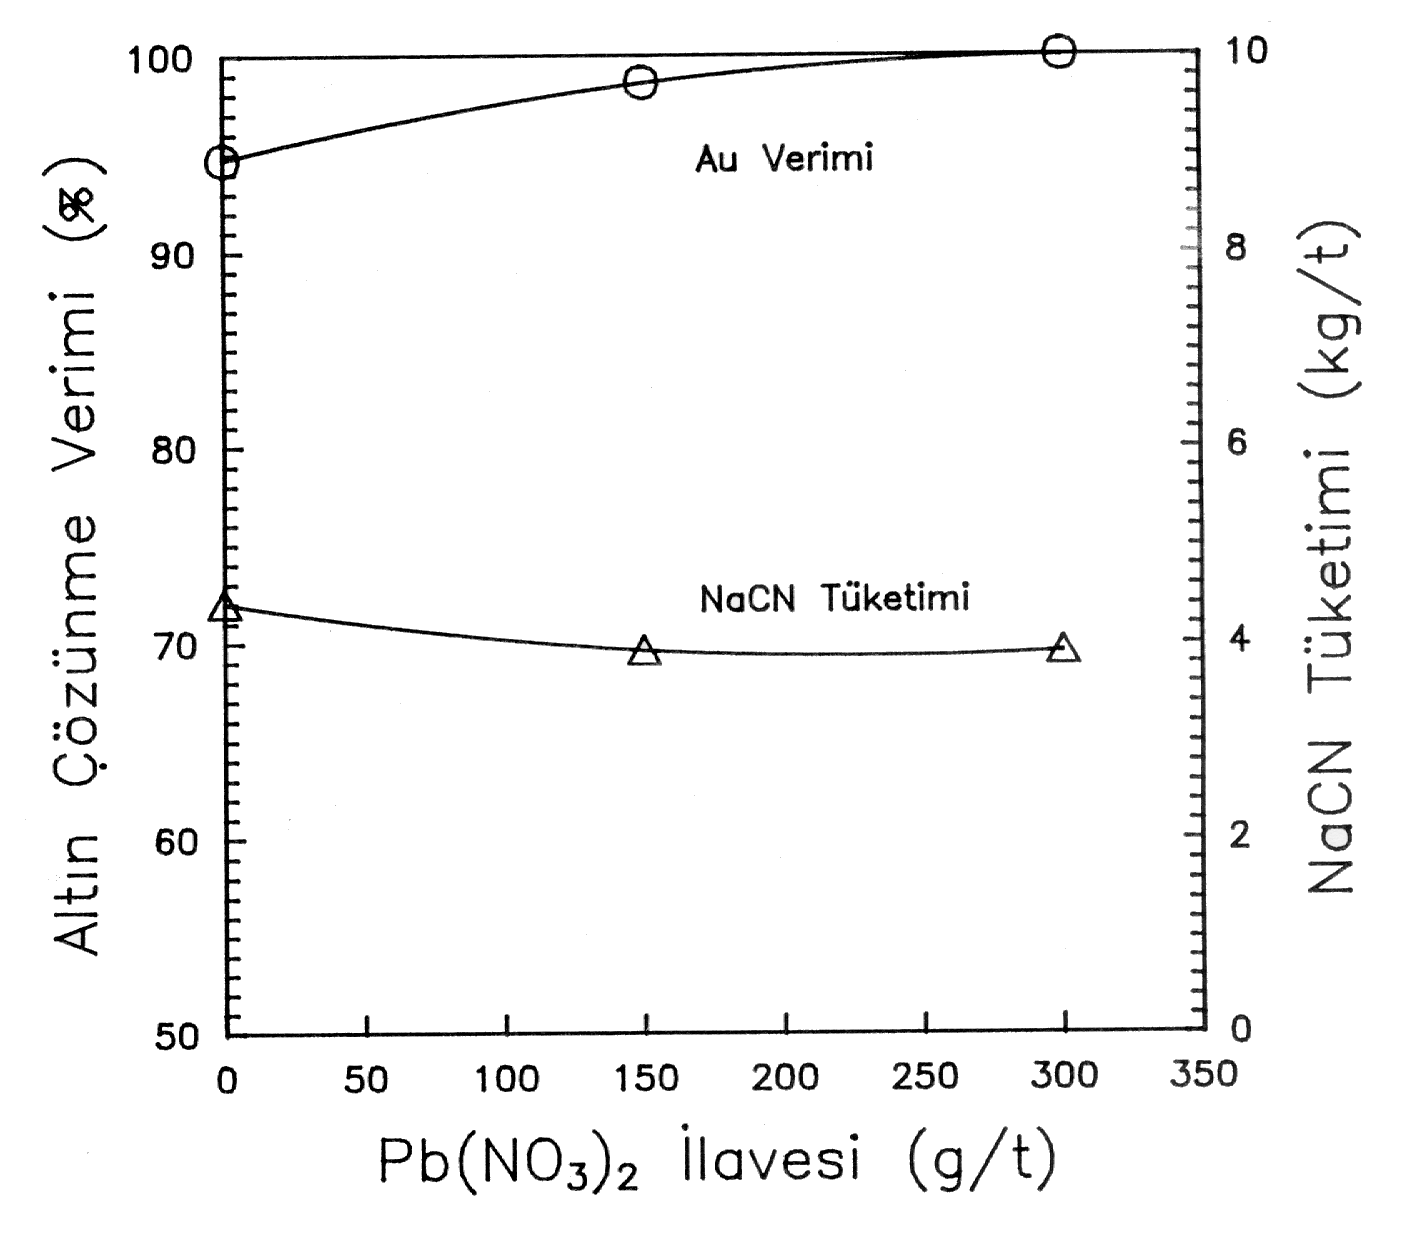 Altın Çözünme Verimi (%)
100
90
80
70
60
50
Au Verimi
NaCN Tüketimi
10
8
6
4
2
0
NaCN Tüketimi (kg/t)
0 50 100 150 200 250 300 350
Pb(NO₃)₂ İlavesi (g/t)